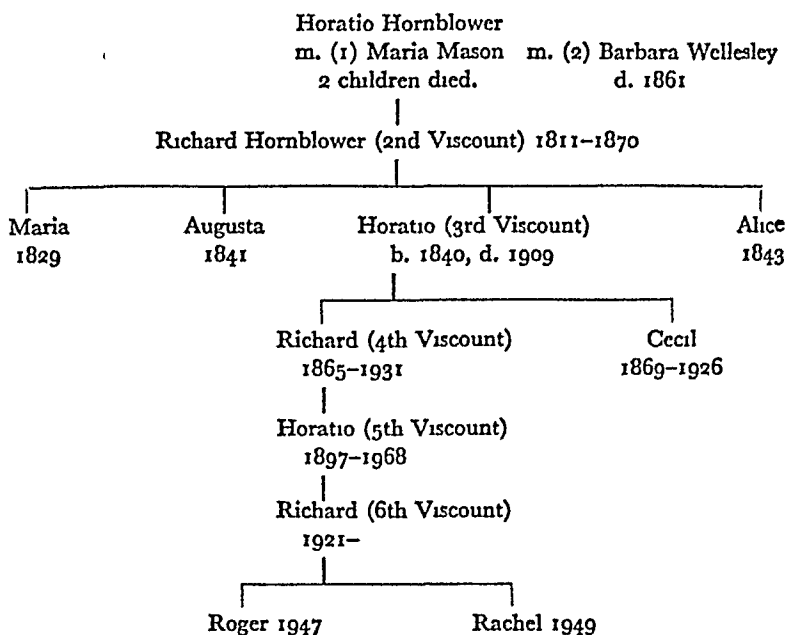 Horatio Hornblower
m. (1) Maria Mason m. (2) Barbara Wellesley
2 children died. d. 1861
Richard Hornblower (2nd Viscount) 1811–1870
Maria Augusta Horatio (3rd Viscount) Alice
1829 1841 b. 1840, d. 1909 1843
Richard (4th Viscount) Cecil
1865–1931 1869–1926
Horatio (5th Viscount)
1897–1968
Richard (6th Viscount)
1921–
Roger 1947 Rachel 1949